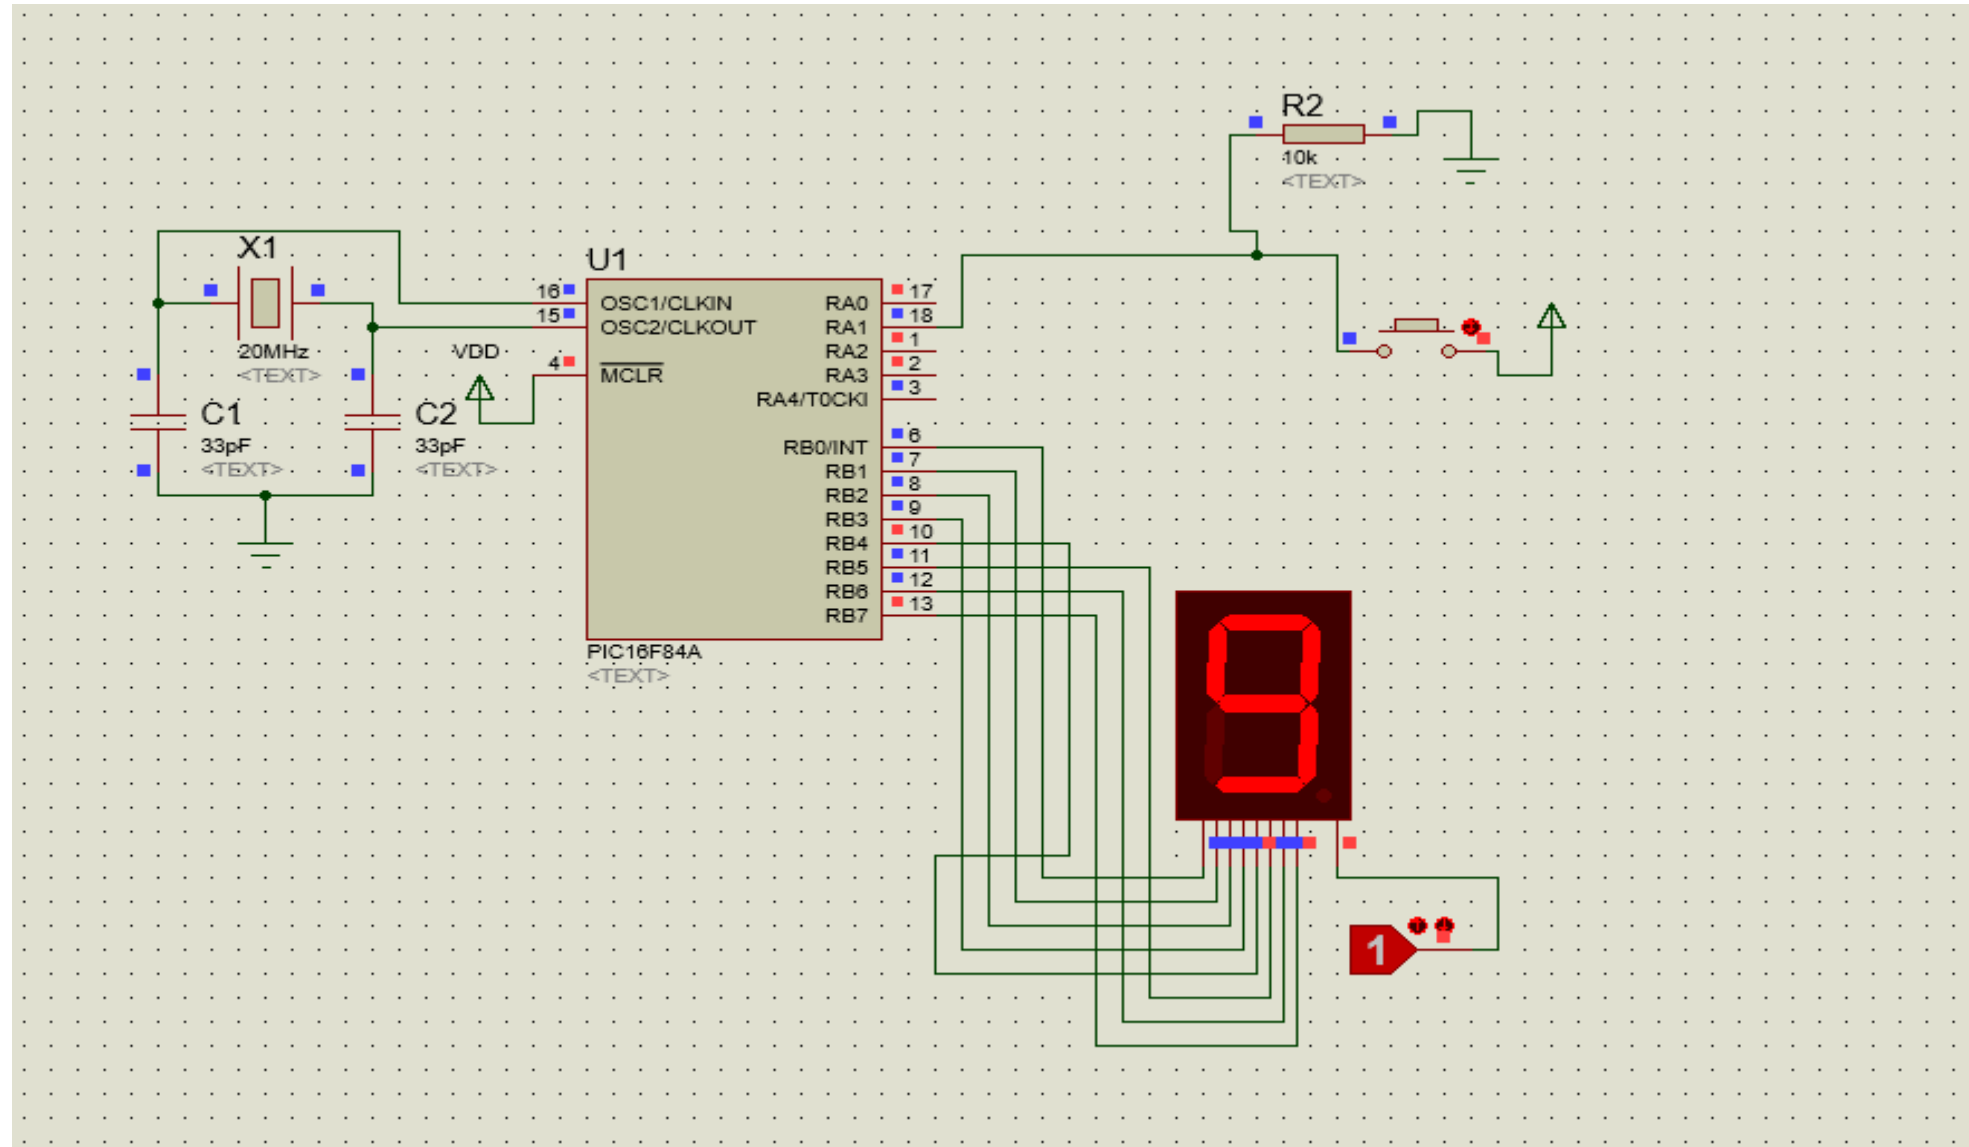 R2
10k
<TEXT>
X1
20MHz
<TEXT>
C1
33pF
<TEXT>
C2
33pF
<TEXT>
VDD
U1
16 OSC1/CLKIN
15 OSC2/CLKOUT
4 MCLR
RA0 17
RA1 18
RA2 1
RA3 2
RA4/T0CKI 3
RB0/INT 6
RB1 7
RB2 8
RB3 9
RB4 10
RB5 11
RB6 12
RB7 13
PIC16F84A
<TEXT>
9
1